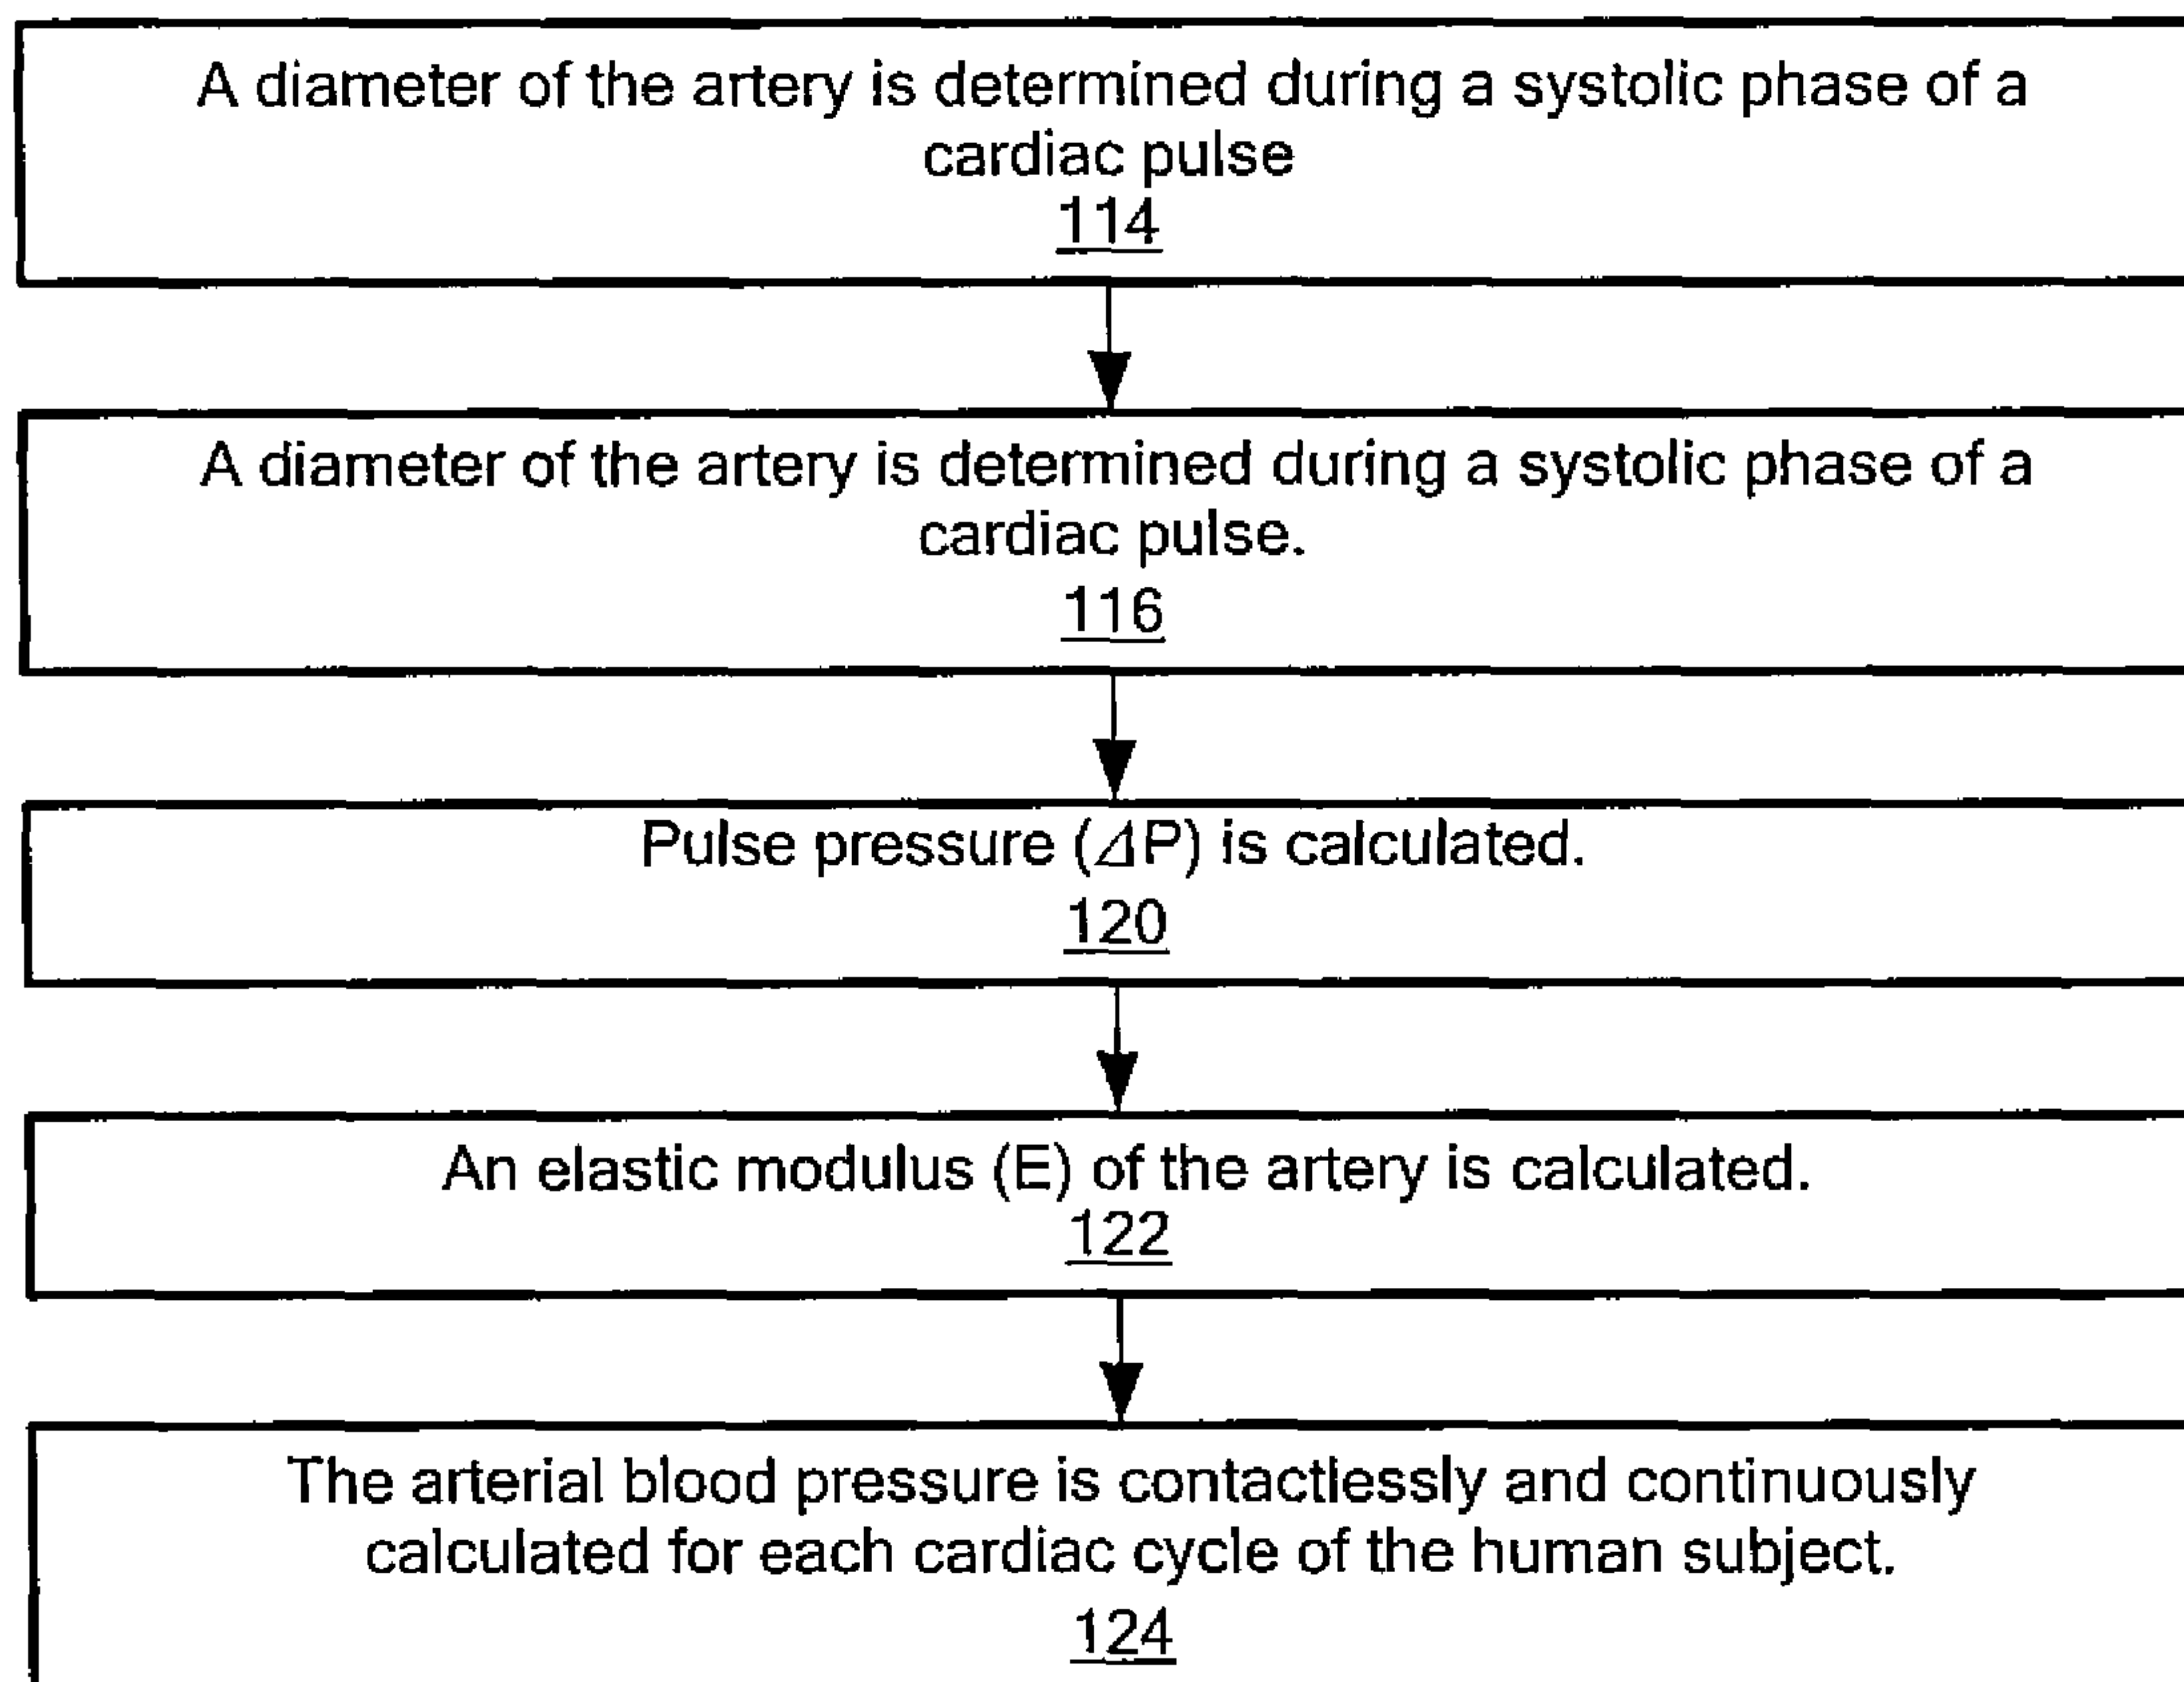 A diameter of the artery is determined during a systolic phase of a
cardiac pulse
114
A diameter of the artery is determined during a systolic phase of a
cardiac pulse.
116
Pulse pressure (ΔP) is calculated.
120
An elastic modulus (E) of the artery is calculated.
122
The arterial blood pressure is contactlessly and continuously
calculated for each cardiac cycle of the human subject.
124